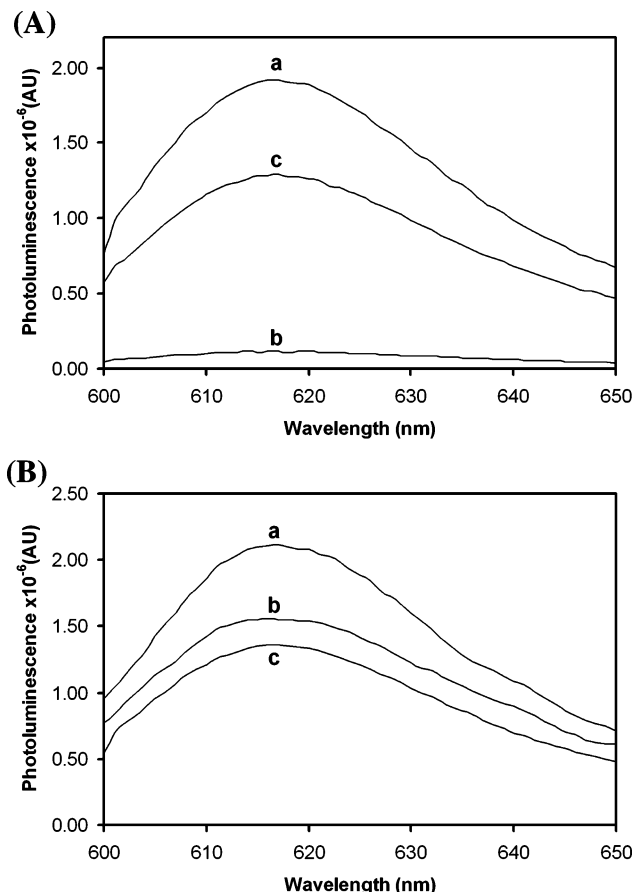 (A)
Photoluminescence x10⁻⁶(AU)
2.00
1.50
1.00
0.50
0.00
a
c
b
600 610 620 630 640 650
Wavelength (nm)
(B)
Photoluminescence x10⁻⁶(AU)
2.50
2.00
1.50
1.00
0.50
0.00
a
b
c
600 610 620 630 640 650
Wavelength (nm)